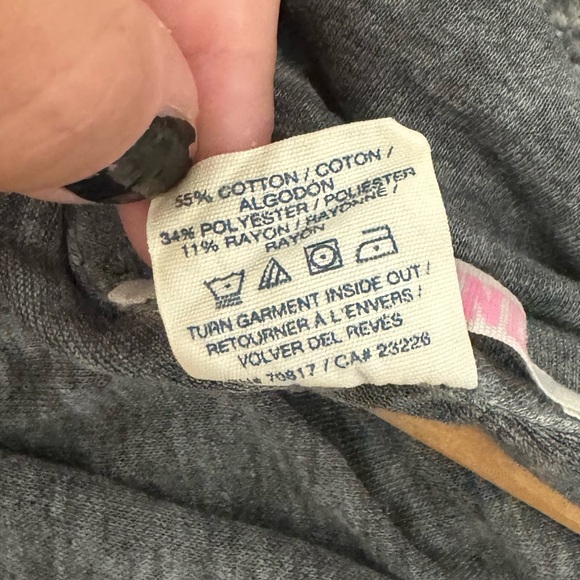 55% COTTON / COTON /
ALGODON
34% POLYESTER / POLIESTER
11% RAYON / RAYONNE /
RAYON
TURN GARMENT INSIDE OUT /
RETOURNER À L'ENVERS /
VOLVER DEL REVÉS
70817 / CA# 23226
N